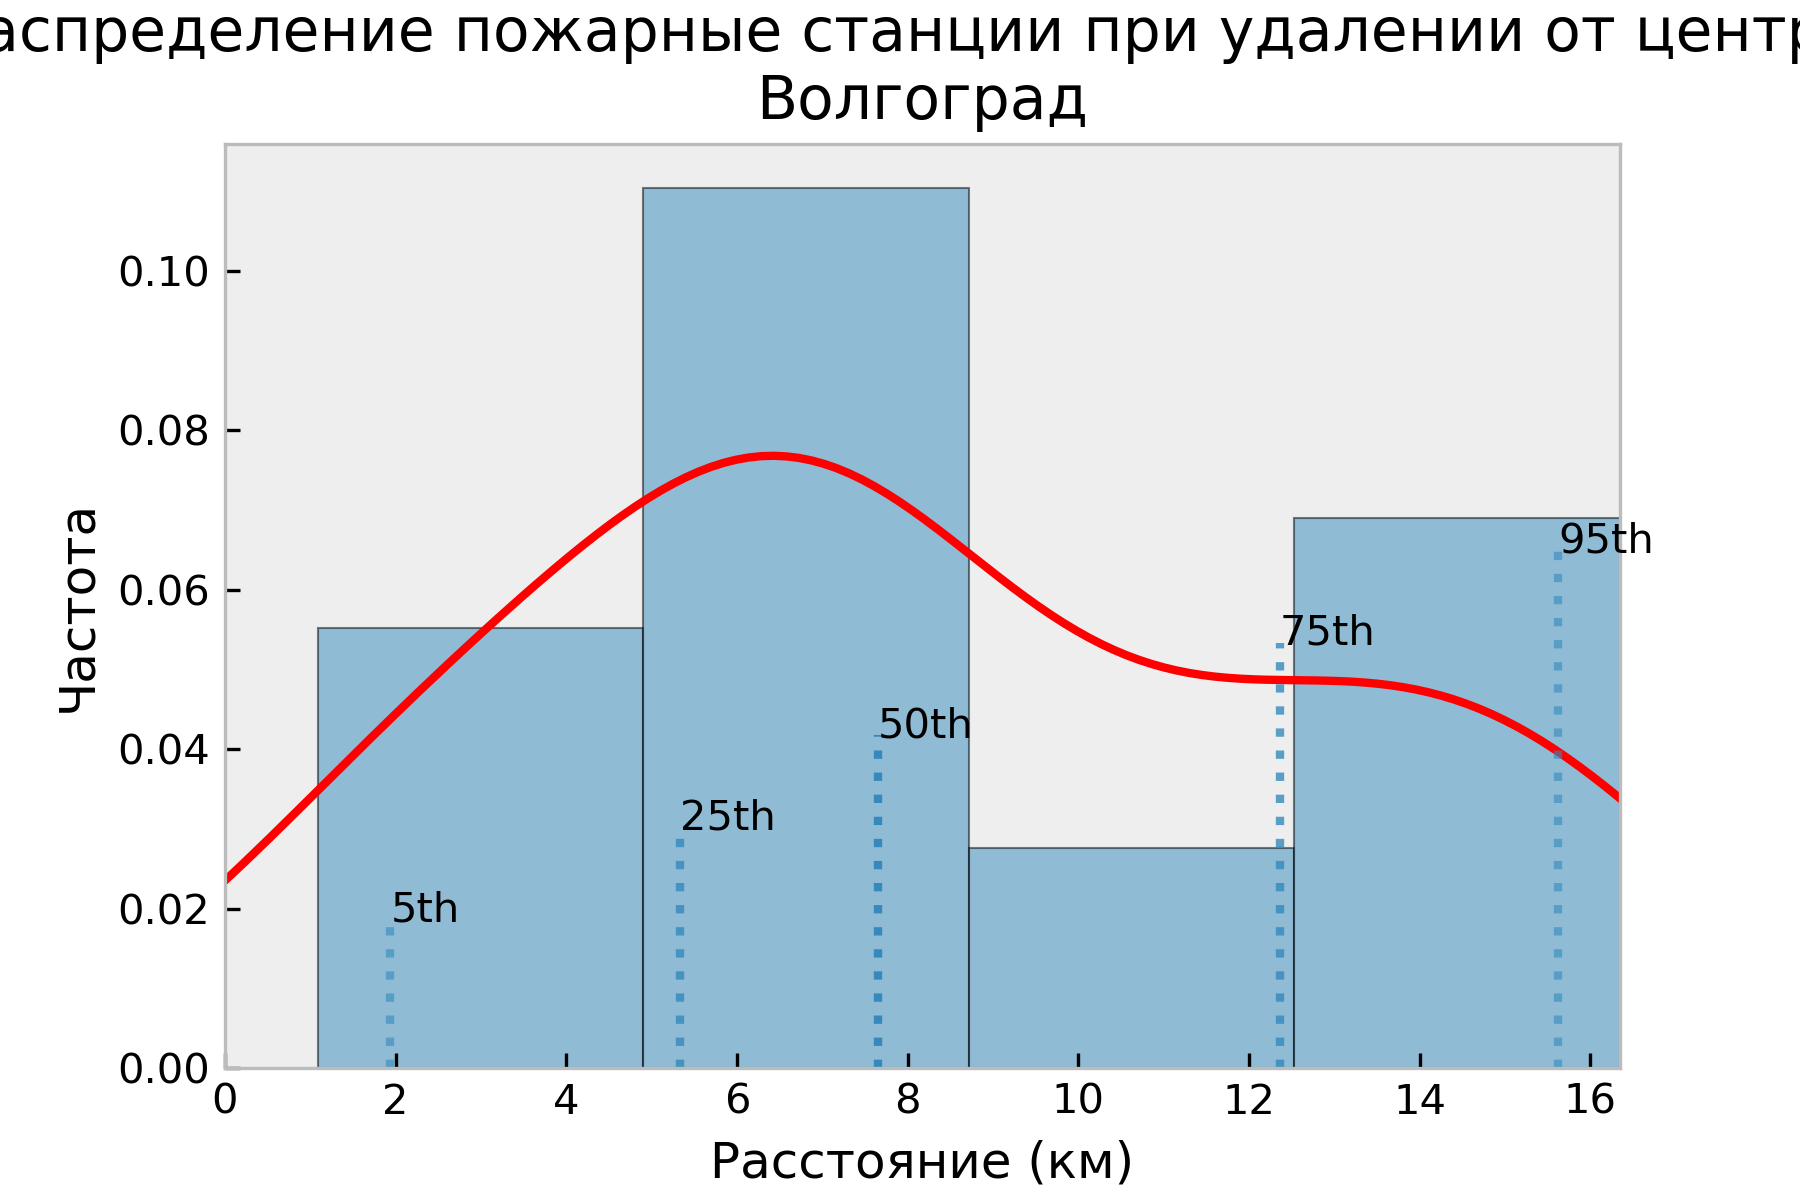 аспределение пожарные станции при удалении от центр
Волгоград
0.10
0.08
0.06
0.04
0.02
0.00
Частота
95th
75th
50th
25th
5th
0 2 4 6 8 10 12 14 16
Расстояние (км)